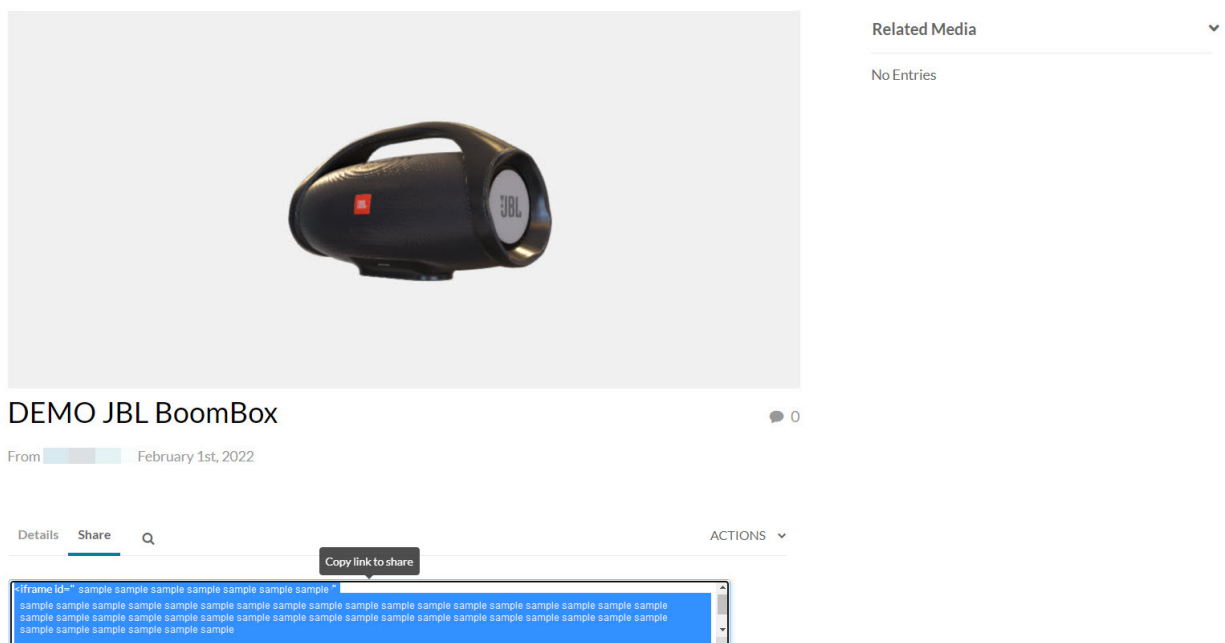 Related Media
No Entries
JBL
JBL
DEMO JBL BoomBox
0
From February 1st, 2022
Details Share ACTIONS
Copy link to share
<iframe id=" sample sample sample sample sample sample sample "
sample sample sample sample sample sample sample sample sample sample sample sample sample sample sample sample sample sample
sample sample sample sample sample sample sample sample sample sample sample sample sample sample sample sample sample sample
sample sample sample sample sample sample